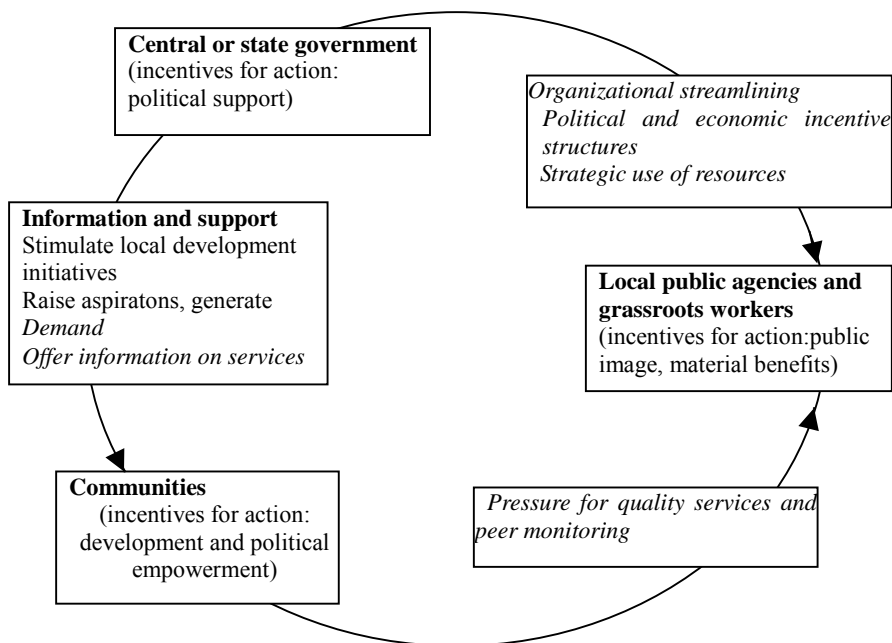 Central or state government
(incentives for action:
political support)
Organizational streamlining
Political and economic incentive
structures
Strategic use of resources
Information and support
Stimulate local development
initiatives
Raise aspiratons, generate
Demand
Offer information on services
Local public agencies and
grassroots workers
(incentives for action:public
image, material benefits)
Communities
(incentives for action:
development and political
empowerment)
Pressure for quality services and
peer monitoring